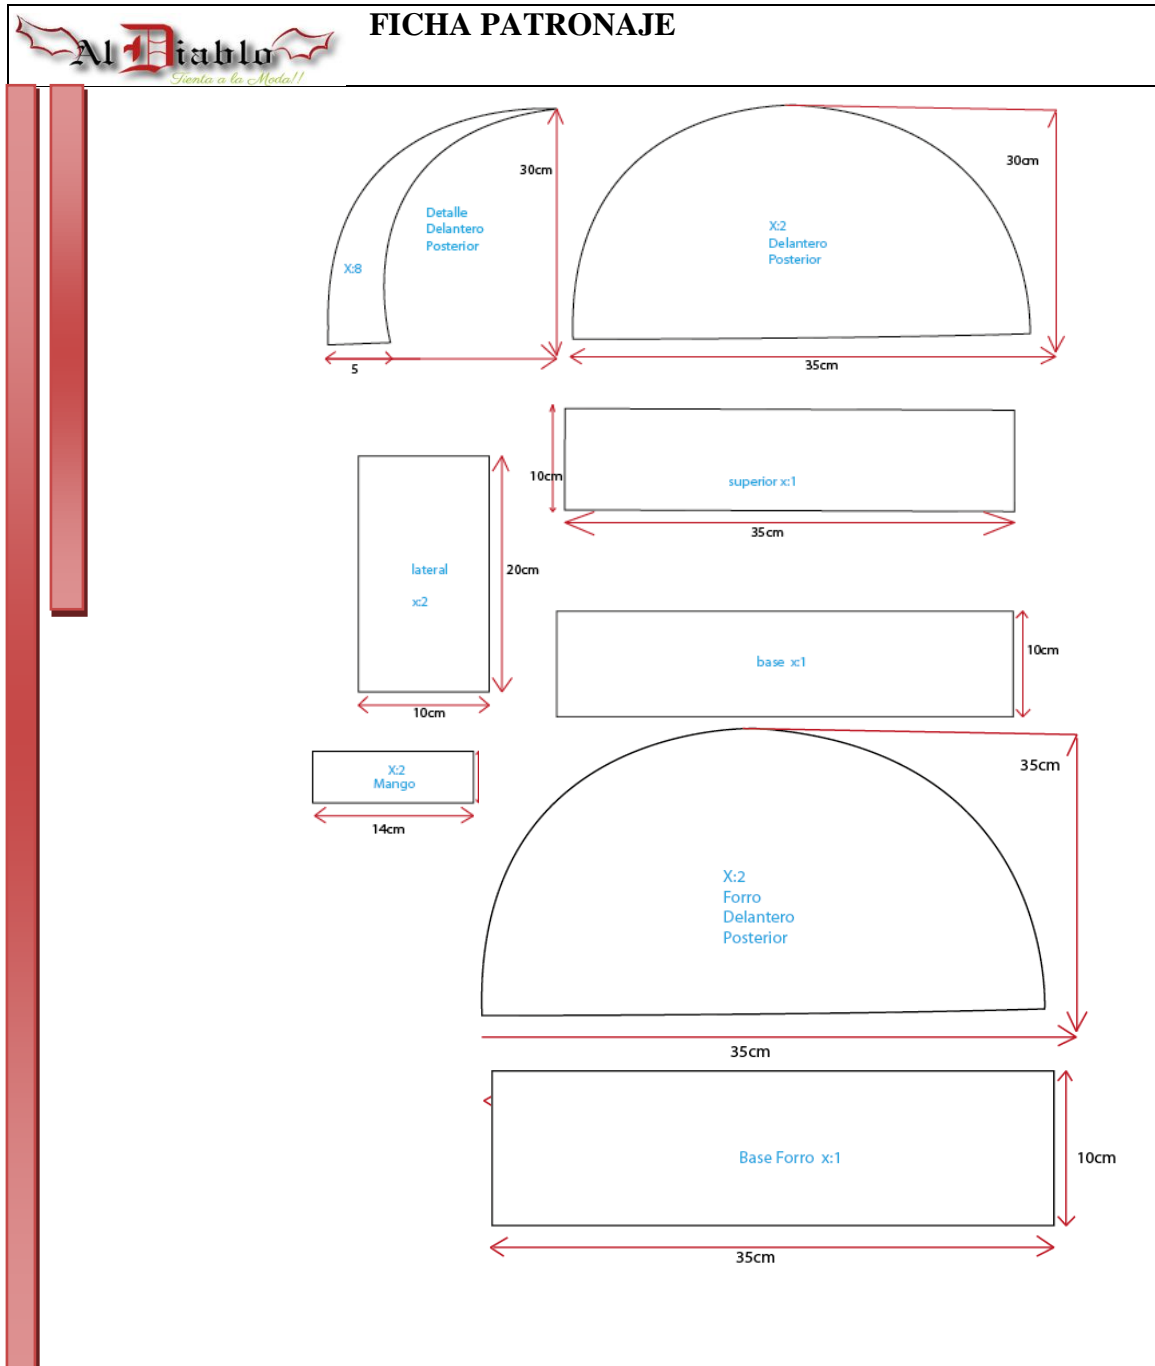 Al Diablo
Tienta a la Moda!!
FICHA PATRONAJE
30cm
Detalle
Delantero
Posterior
X:8
5
30cm
X:2
Delantero
Posterior
35cm
10cm
superior x:1
35cm
lateral
x:2
20cm
10cm
base x:1
10cm
X:2
Mango
14cm
35cm
X:2
Forro
Delantero
Posterior
35cm
Base Forro x:1
10cm
35cm